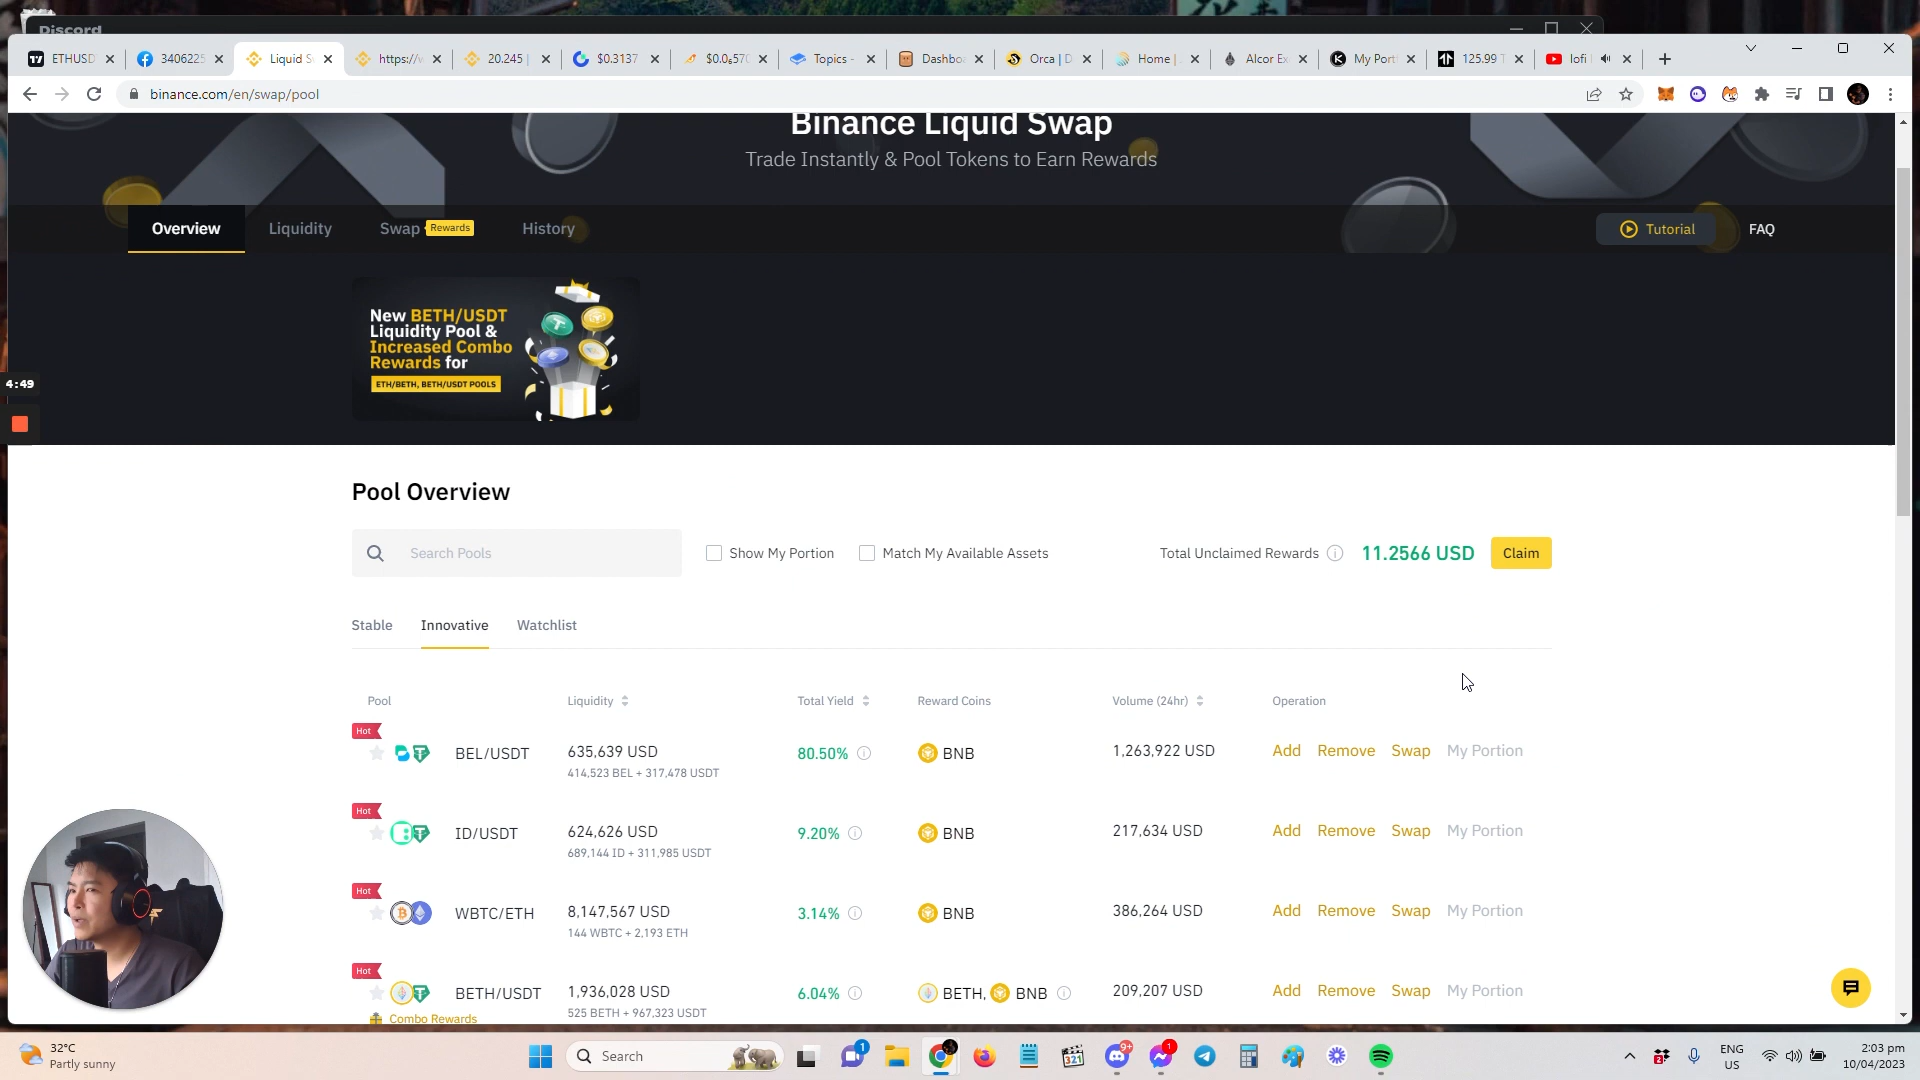 Discord
ETHUSD
3406225
Liquid S
https://
20.245 |
$0.3137
$0.0₆570
Topics -
Dashbo
Orca | D
Home |
Alcor Ex
My Port
125.99 T
lofi
binance.com/en/swap/pool
Binance Liquid Swap
Trade Instantly & Pool Tokens to Earn Rewards
Overview
Liquidity
Swap
Rewards
History
Tutorial
FAQ
New BETH/USDT
Liquidity Pool &
Increased Combo
Rewards for
ETH/BETH, BETH/USDT POOLS
4:49
Pool Overview
Search Pools
Show My Portion
Match My Available Assets
Total Unclaimed Rewards
11.2566 USD
Claim
Stable
Innovative
Watchlist
Pool
Liquidity
Total Yield
Reward Coins
Volume (24hr)
Operation
Hot
BEL/USDT
635,639 USD
414,523 BEL + 317,478 USDT
80.50%
BNB
1,263,922 USD
Add
Remove
Swap
My Portion
Hot
ID/USDT
624,626 USD
689,144 ID + 311,985 USDT
9.20%
BNB
217,634 USD
Add
Remove
Swap
My Portion
Hot
WBTC/ETH
8,147,567 USD
144 WBTC + 2,193 ETH
3.14%
BNB
386,264 USD
Add
Remove
Swap
My Portion
Hot
BETH/USDT
Combo Rewards
1,936,028 USD
525 BETH + 967,323 USDT
6.04%
BETH, BNB
209,207 USD
Add
Remove
Swap
My Portion
32°C
Partly sunny
Search
1
321
9+
1
2
ENG
US
2:03 pm
10/04/2023